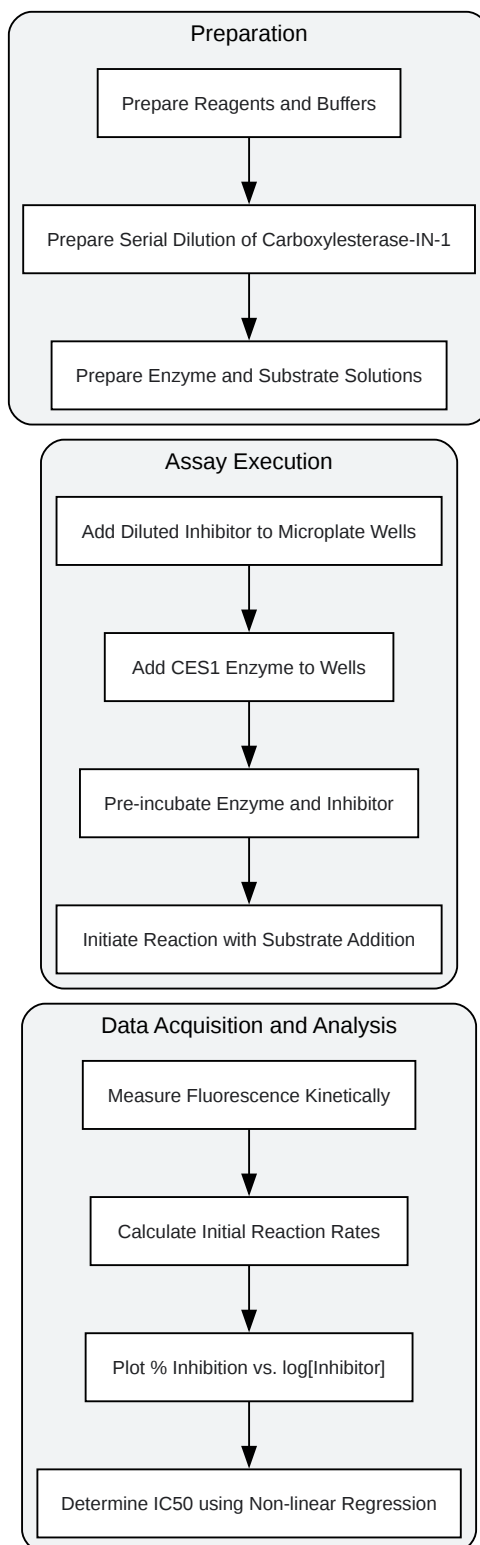 Preparation
Prepare Reagents and Buffers
Prepare Serial Dilution of Carboxylesterase-IN-1
Prepare Enzyme and Substrate Solutions
Assay Execution
Add Diluted Inhibitor to Microplate Wells
Add CES1 Enzyme to Wells
Pre-incubate Enzyme and Inhibitor
Initiate Reaction with Substrate Addition
Data Acquisition and Analysis
Measure Fluorescence Kinetically
Calculate Initial Reaction Rates
Plot % Inhibition vs. log[Inhibitor]
Determine IC50 using Non-linear Regression